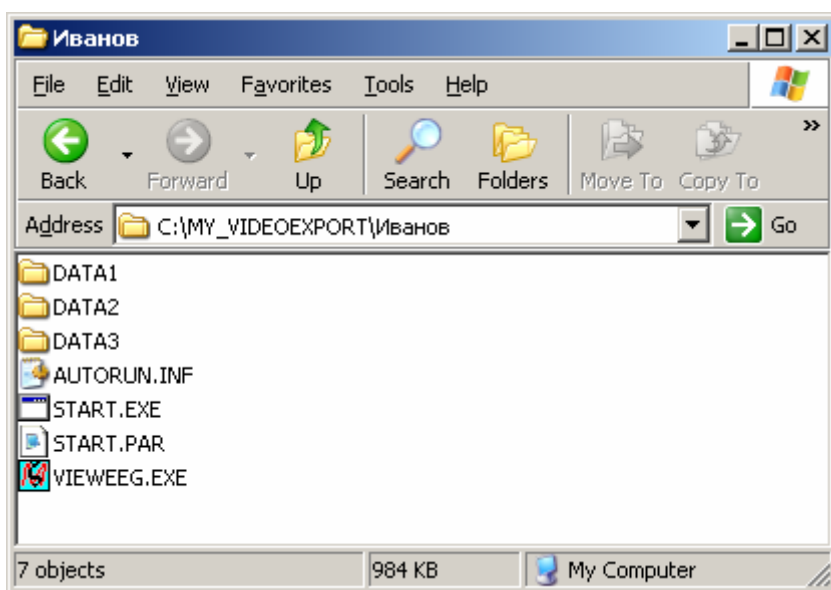 Иванов
File Edit View Favorites Tools Help
Back Forward Up Search Folders Move To Copy To »
Address C:\MY_VIDEOEXPORT\Иванов Go
DATA1
DATA2
DATA3
AUTORUN.INF
START.EXE
START.PAR
VIEWEEG.EXE
7 objects 984 KB My Computer